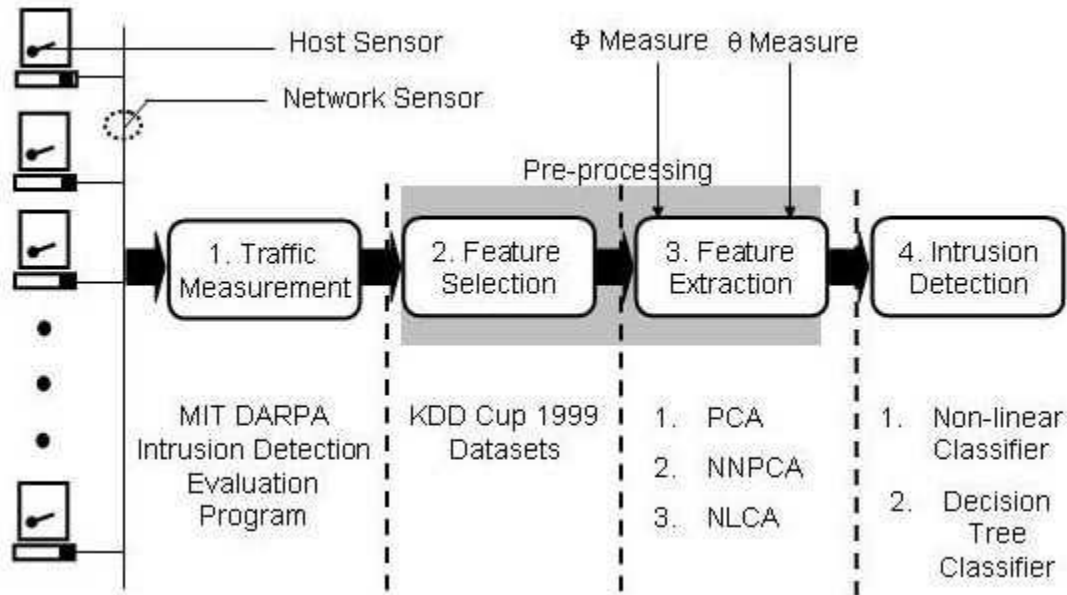 Host Sensor
Network Sensor
Φ Measure
θ Measure
Pre-processing
1. Traffic
Measurement
2. Feature
Selection
3. Feature
Extraction
4. Intrusion
Detection
MIT DARPA
Intrusion Detection
Evaluation
Program
KDD Cup 1999
Datasets
1. PCA
2. NNPCA
3. NLCA
1. Non-linear
Classifier
2. Decision
Tree
Classifier